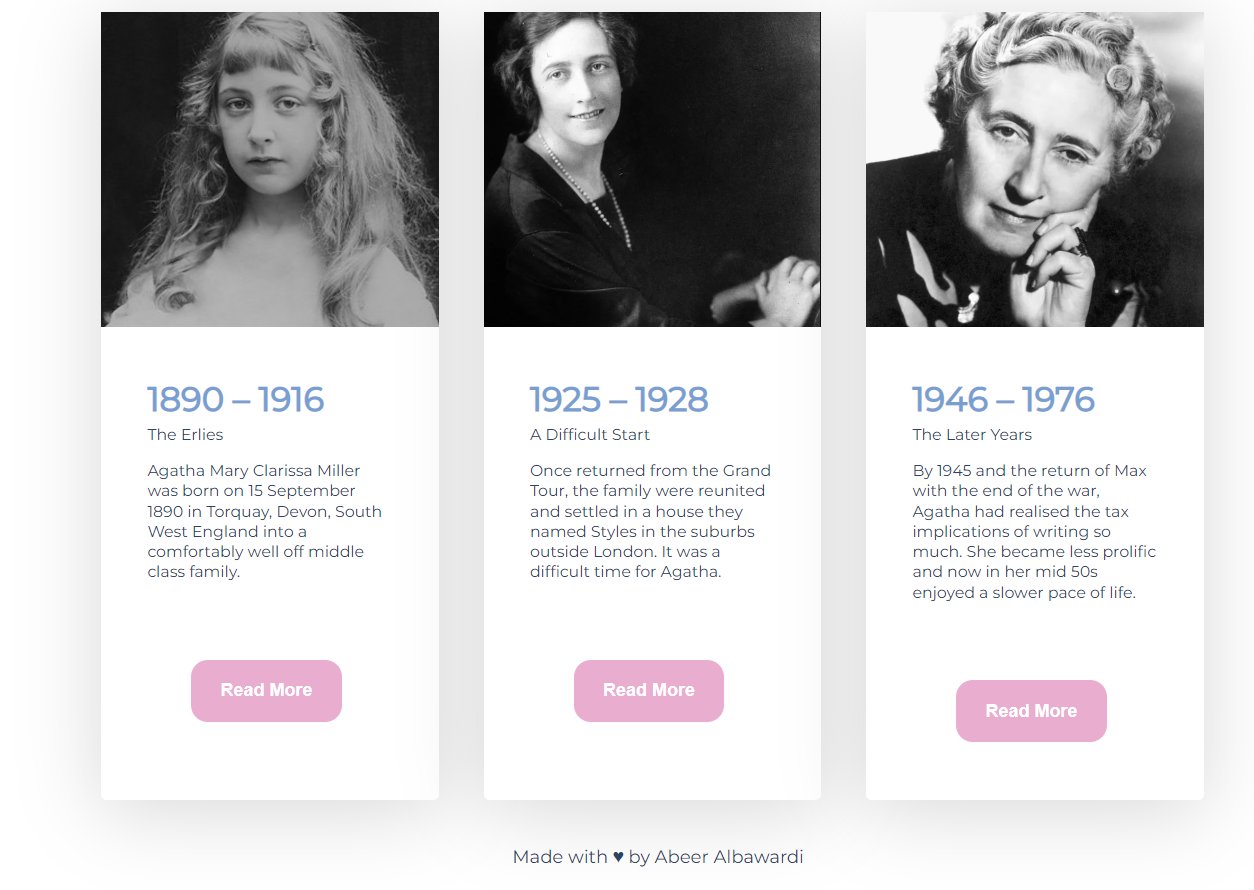 1890 – 1916
The Erlies
Agatha Mary Clarissa Miller
was born on 15 September
1890 in Torquay, Devon, South
West England into a
comfortably well off middle
class family.
Read More
1925 – 1928
A Difficult Start
Once returned from the Grand
Tour, the family were reunited
and settled in a house they
named Styles in the suburbs
outside London. It was a
difficult time for Agatha.
Read More
1946 – 1976
The Later Years
By 1945 and the return of Max
with the end of the war,
Agatha had realised the tax
implications of writing so
much. She became less prolific
and now in her mid 50s
enjoyed a slower pace of life.
Read More
Made with ♥ by Abeer Albawardi